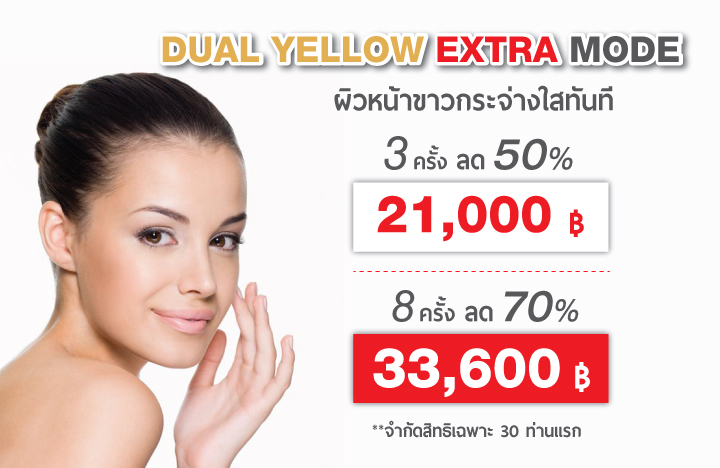 DUAL YELLOW EXTRA MODE
ผิวหน้าขาวกระจ่างใสทันที
3 ครั้ง ลด 50%
21,000 ฿
8 ครั้ง ลด 70%
33,600 ฿
**จำกัดสิทธิเฉพาะ 30 ท่านแรก